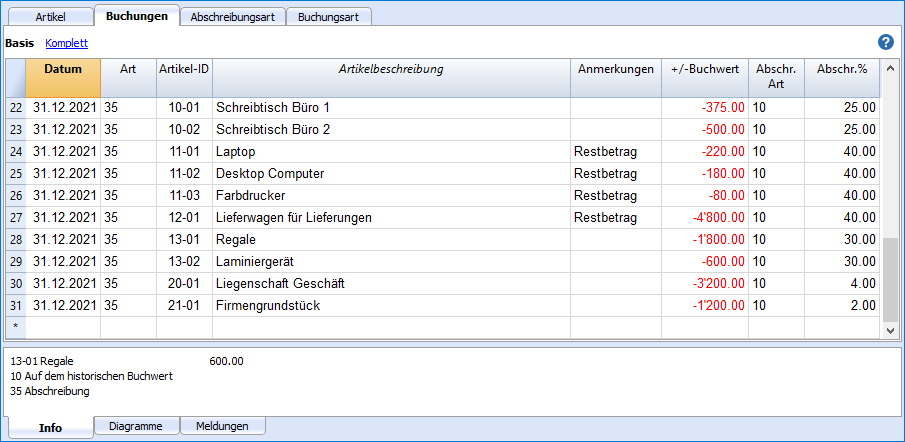 Artikel Buchungen Abschreibungsart Buchungsart
Basis Komplett ?
Datum Art Artikel-ID Artikelbeschreibung Anmerkungen +/-Buchwert Abschr. Art Abschr.%
22 31.12.2021 35 10-01 Schreibtisch Büro 1 -375.00 10 25.00
23 31.12.2021 35 10-02 Schreibtisch Büro 2 -500.00 10 25.00
24 31.12.2021 35 11-01 Laptop Restbetrag -220.00 10 40.00
25 31.12.2021 35 11-02 Desktop Computer Restbetrag -180.00 10 40.00
26 31.12.2021 35 11-03 Farbdrucker Restbetrag -80.00 10 40.00
27 31.12.2021 35 12-01 Lieferwagen für Lieferungen Restbetrag -4'800.00 10 40.00
28 31.12.2021 35 13-01 Regale -1'800.00 10 30.00
29 31.12.2021 35 13-02 Laminiergerät -600.00 10 30.00
30 31.12.2021 35 20-01 Liegenschaft Geschäft -3'200.00 10 4.00
31 31.12.2021 35 21-01 Firmengrundstück -1'200.00 10 2.00
*
13-01 Regale 600.00
10 Auf dem historischen Buchwert
35 Abschreibung
Info Diagramme Meldungen